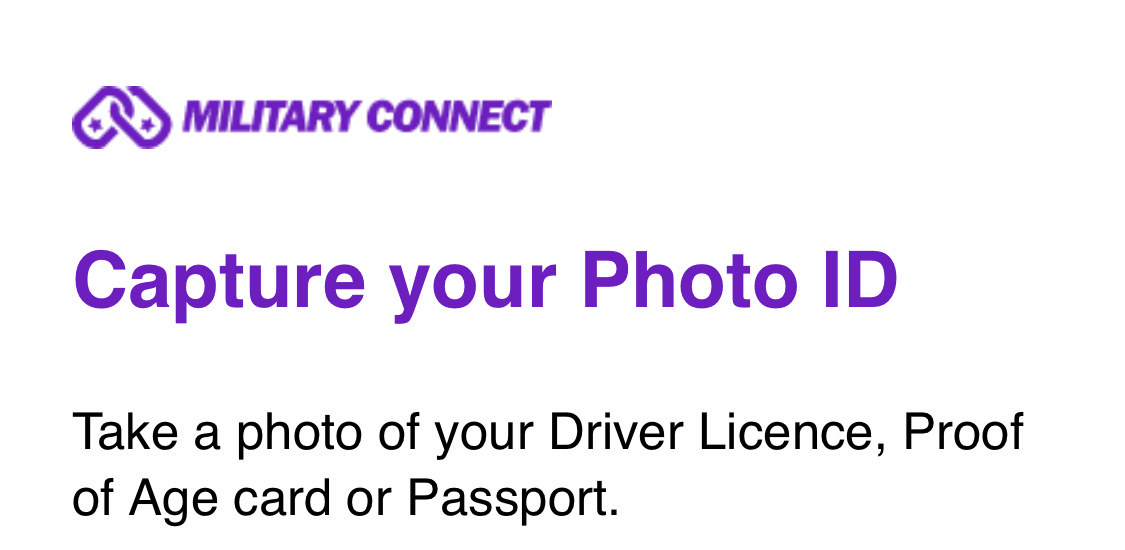 MILITARY CONNECT
Capture your Photo ID
Take a photo of your Driver Licence, Proof
of Age card or Passport.